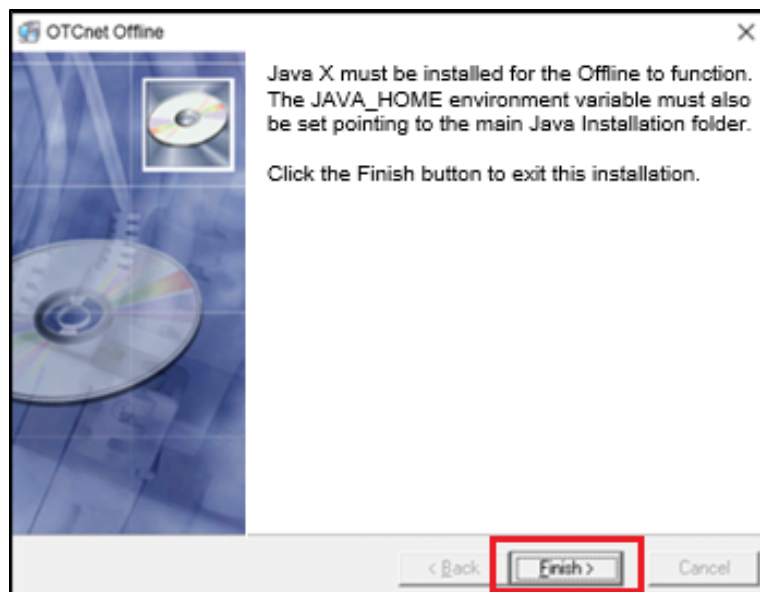 OTCnet Offline
Java X must be installed for the Offline to function.
The JAVA_HOME environment variable must also
be set pointing to the main Java Installation folder.
Click the Finish button to exit this installation.
< Back
Finish >
Cancel